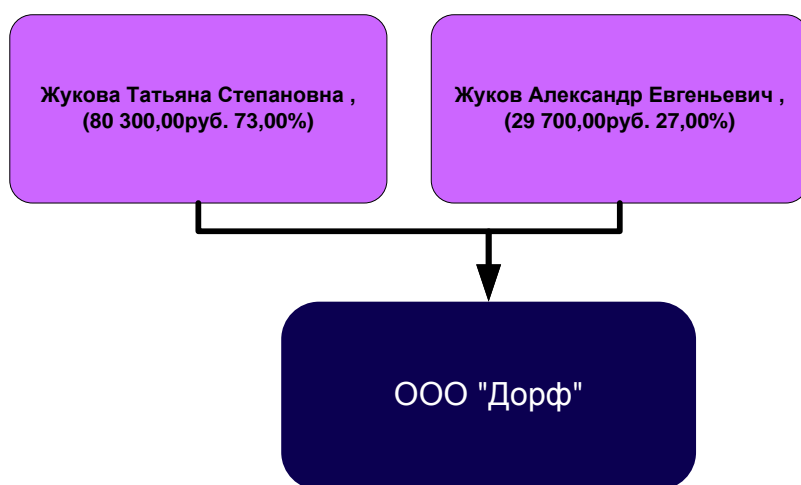 Жукова Татьяна Степановна ,
(80 300,00руб. 73,00%)
Жуков Александр Евгеньевич ,
(29 700,00руб. 27,00%)
ООО "Дорф"